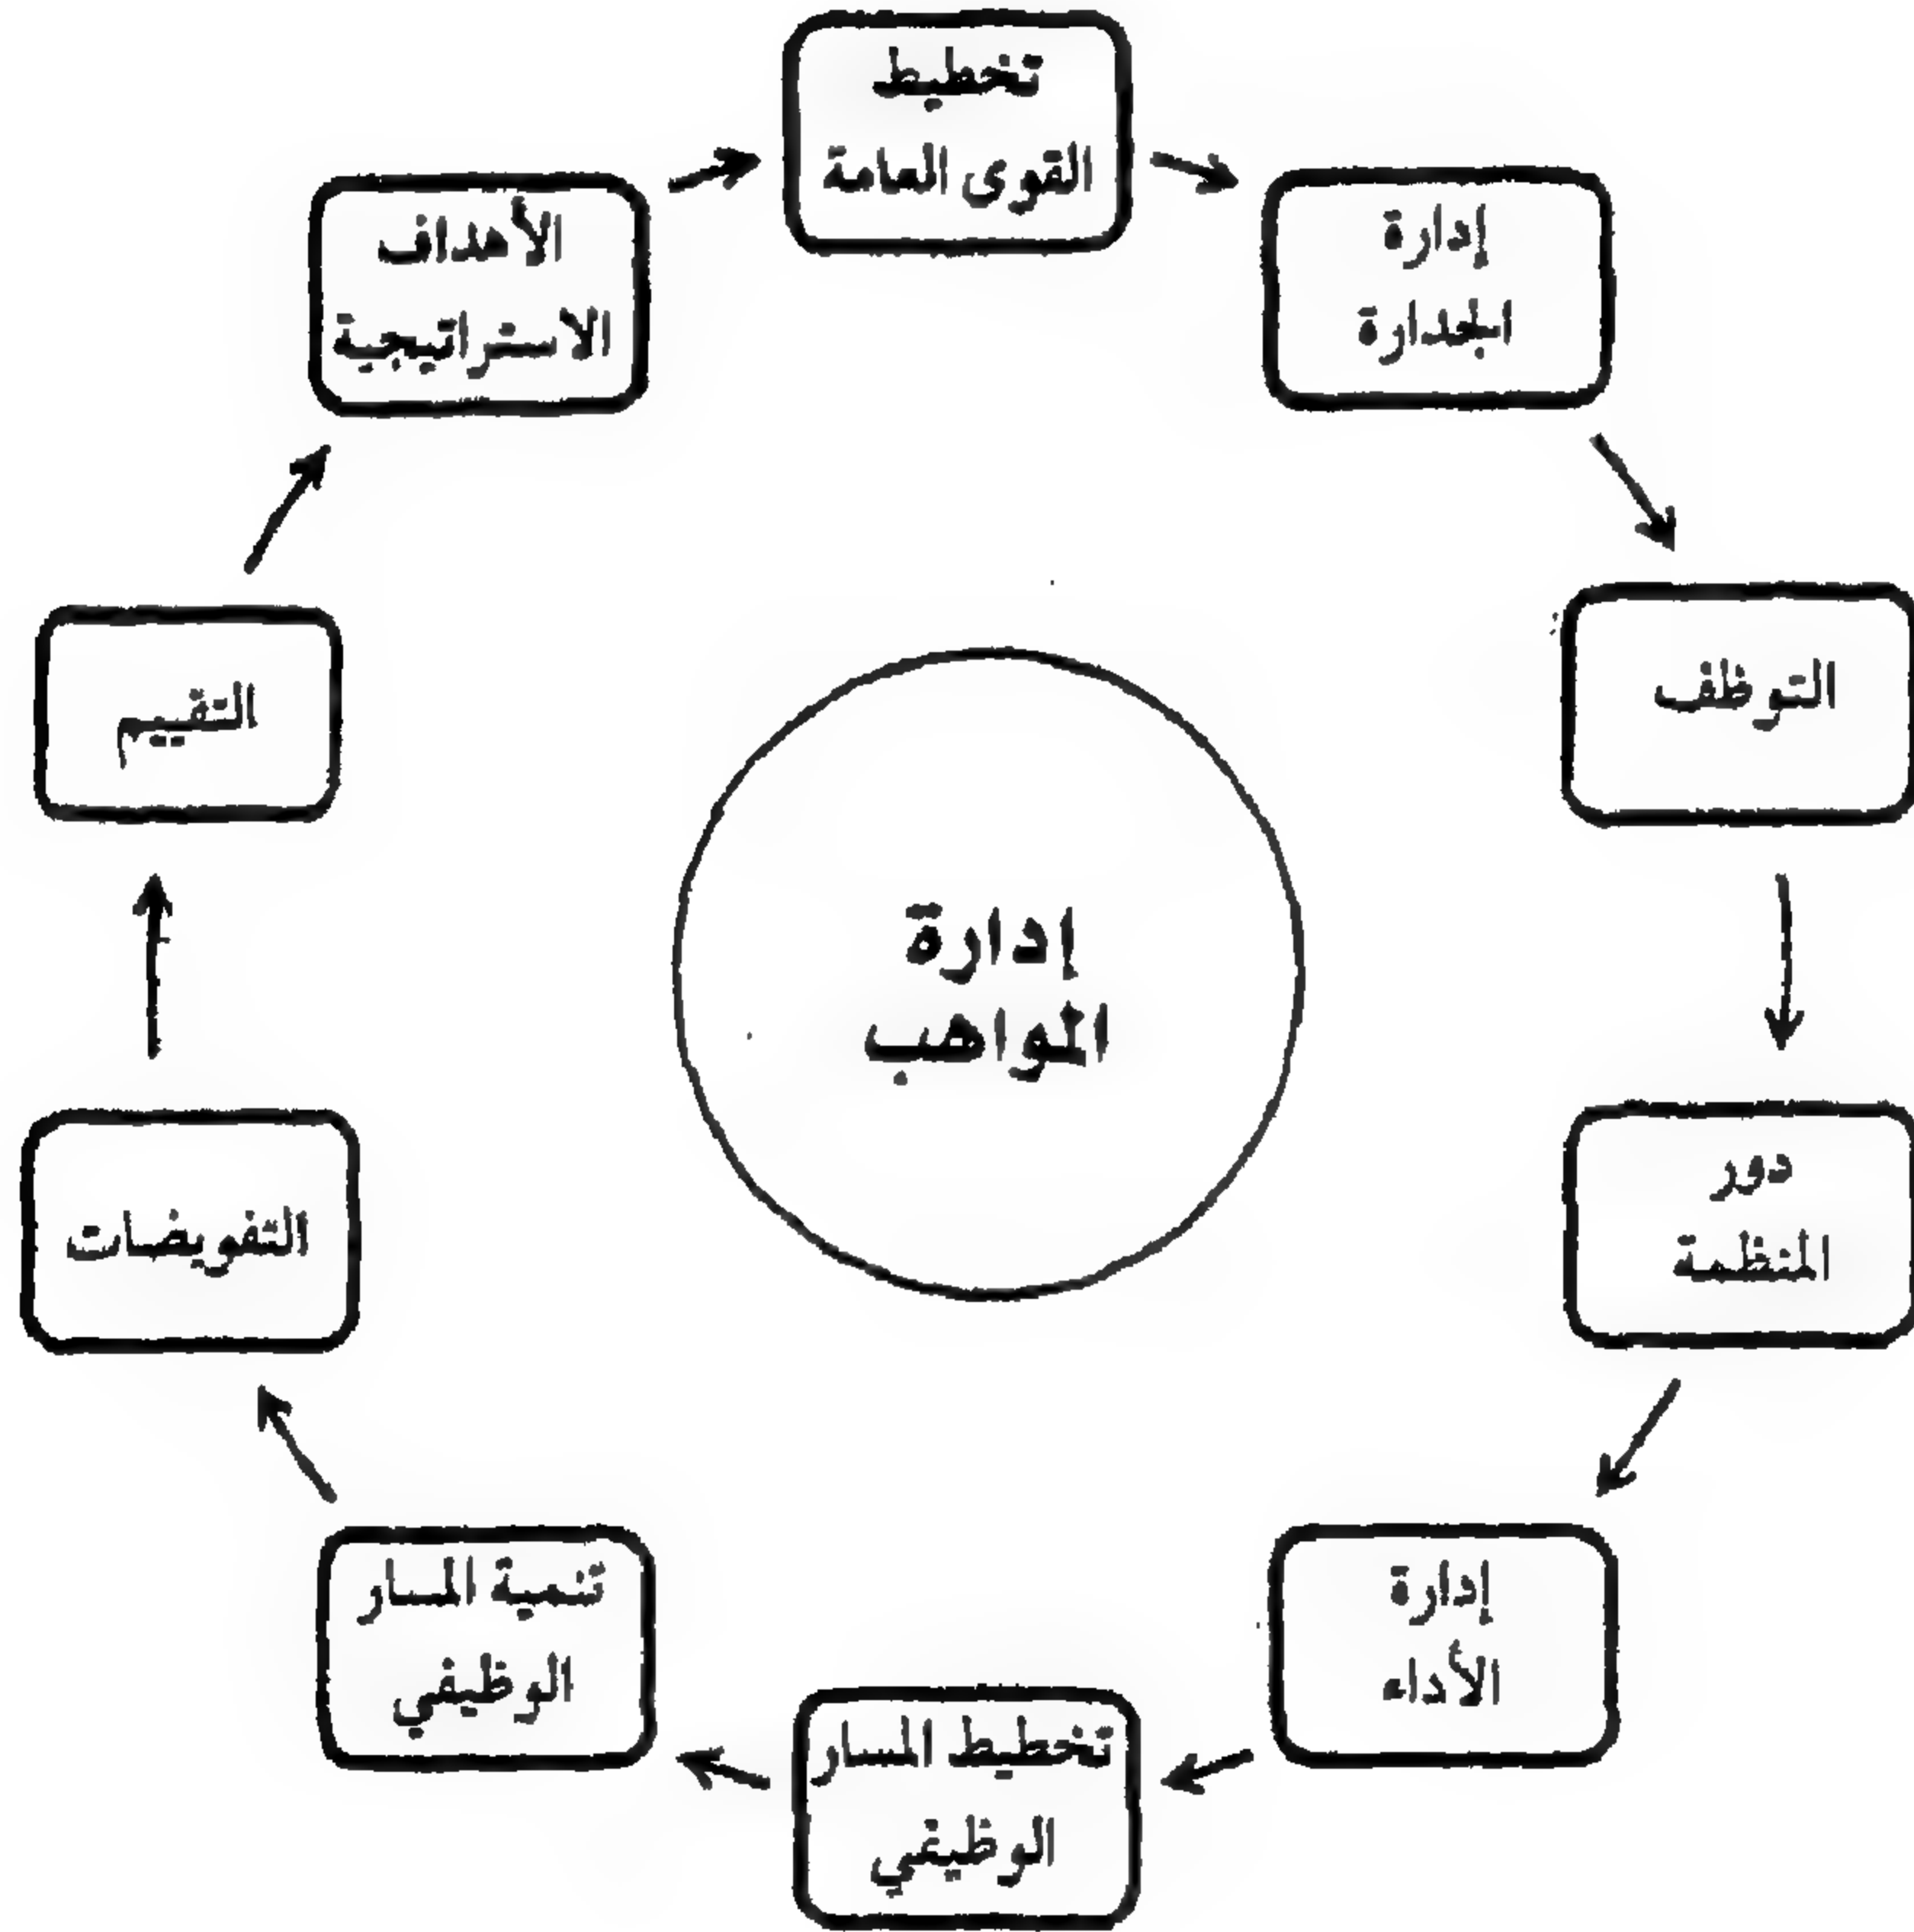 تخطيط
القوى العامة
إدارة
الجدارة
التوظف
دور
المنظمة
إدارة
الأداء
تخطيط المسار
الوظيفي
تنمية المسار
الوظيفي
التفويضات
التقييم
الأهداف
الاستراتيجية
إدارة
المواهب